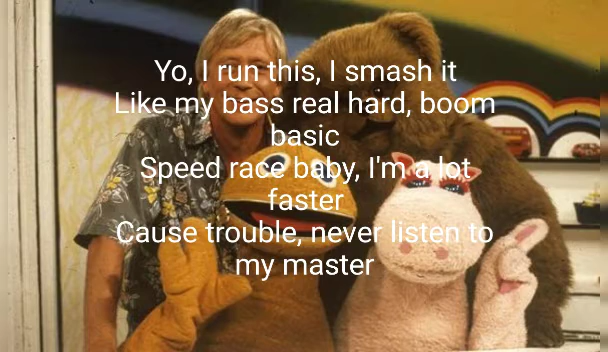 Yo, I run this, I smash it
Like my bass real hard, boom
basic
Speed race baby, I'm a lot
faster
Cause trouble, never listen to
my master